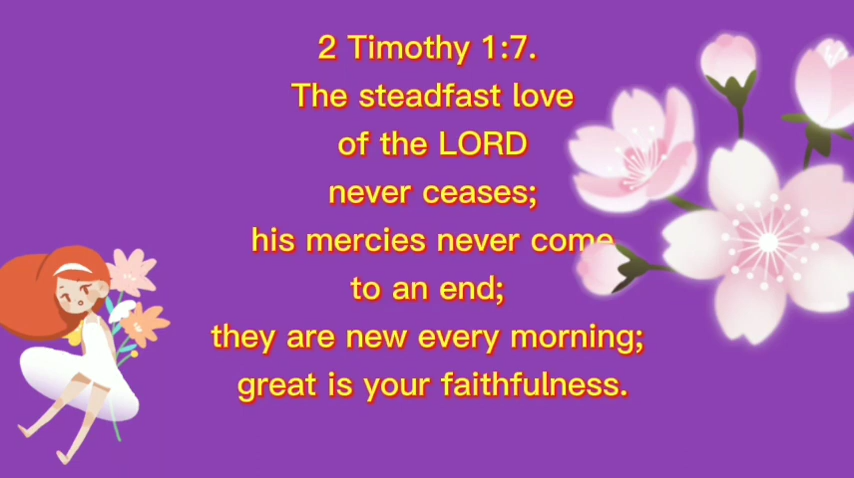 2 Timothy 1:7.
The steadfast love
of the LORD
never ceases;
his mercies never come
to an end;
they are new every morning;
great is your faithfulness.